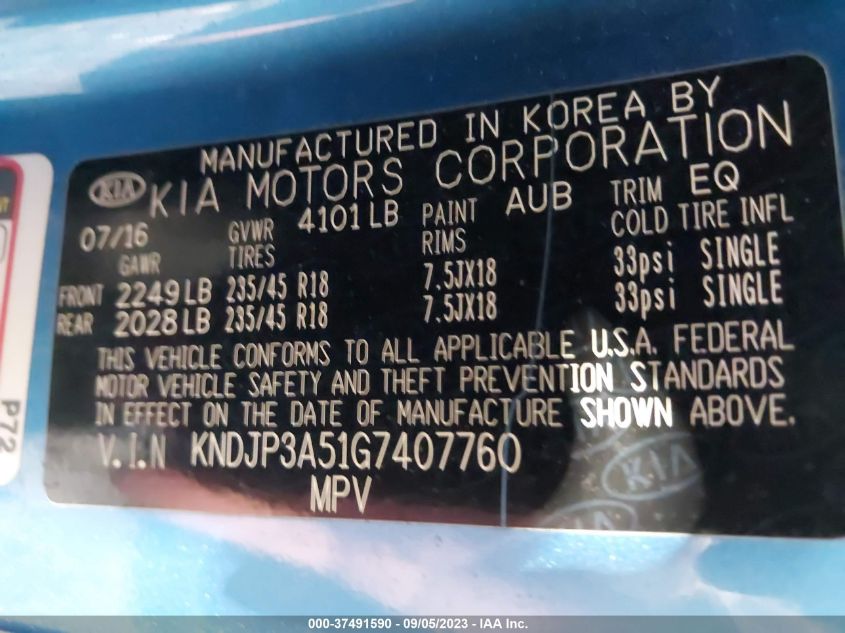 MANUFACTURED IN KOREA BY
KIA KIA MOTORS CORPORATION
07/16 GVWR 4101 LB PAINT AUB TRIM EQ
GAWR TIRES RIMS COLD TIRE INFL
FRONT 2249 LB 235/45 R18 7.5JX18 33psi SINGLE
REAR 2028 LB 235/45 R18 7.5JX18 33psi SINGLE
THIS VEHICLE CONFORMS TO ALL APPLICABLE U.S.A. FEDERAL
MOTOR VEHICLE SAFETY AND THEFT PREVENTION STANDARDS
IN EFFECT ON THE DATE OF MANUFACTURE SHOWN ABOVE.
V.I.N KNDJP3A51G7407760
MPV
KIA
P72
000-37491590 - 09/05/2023 - IAA Inc.